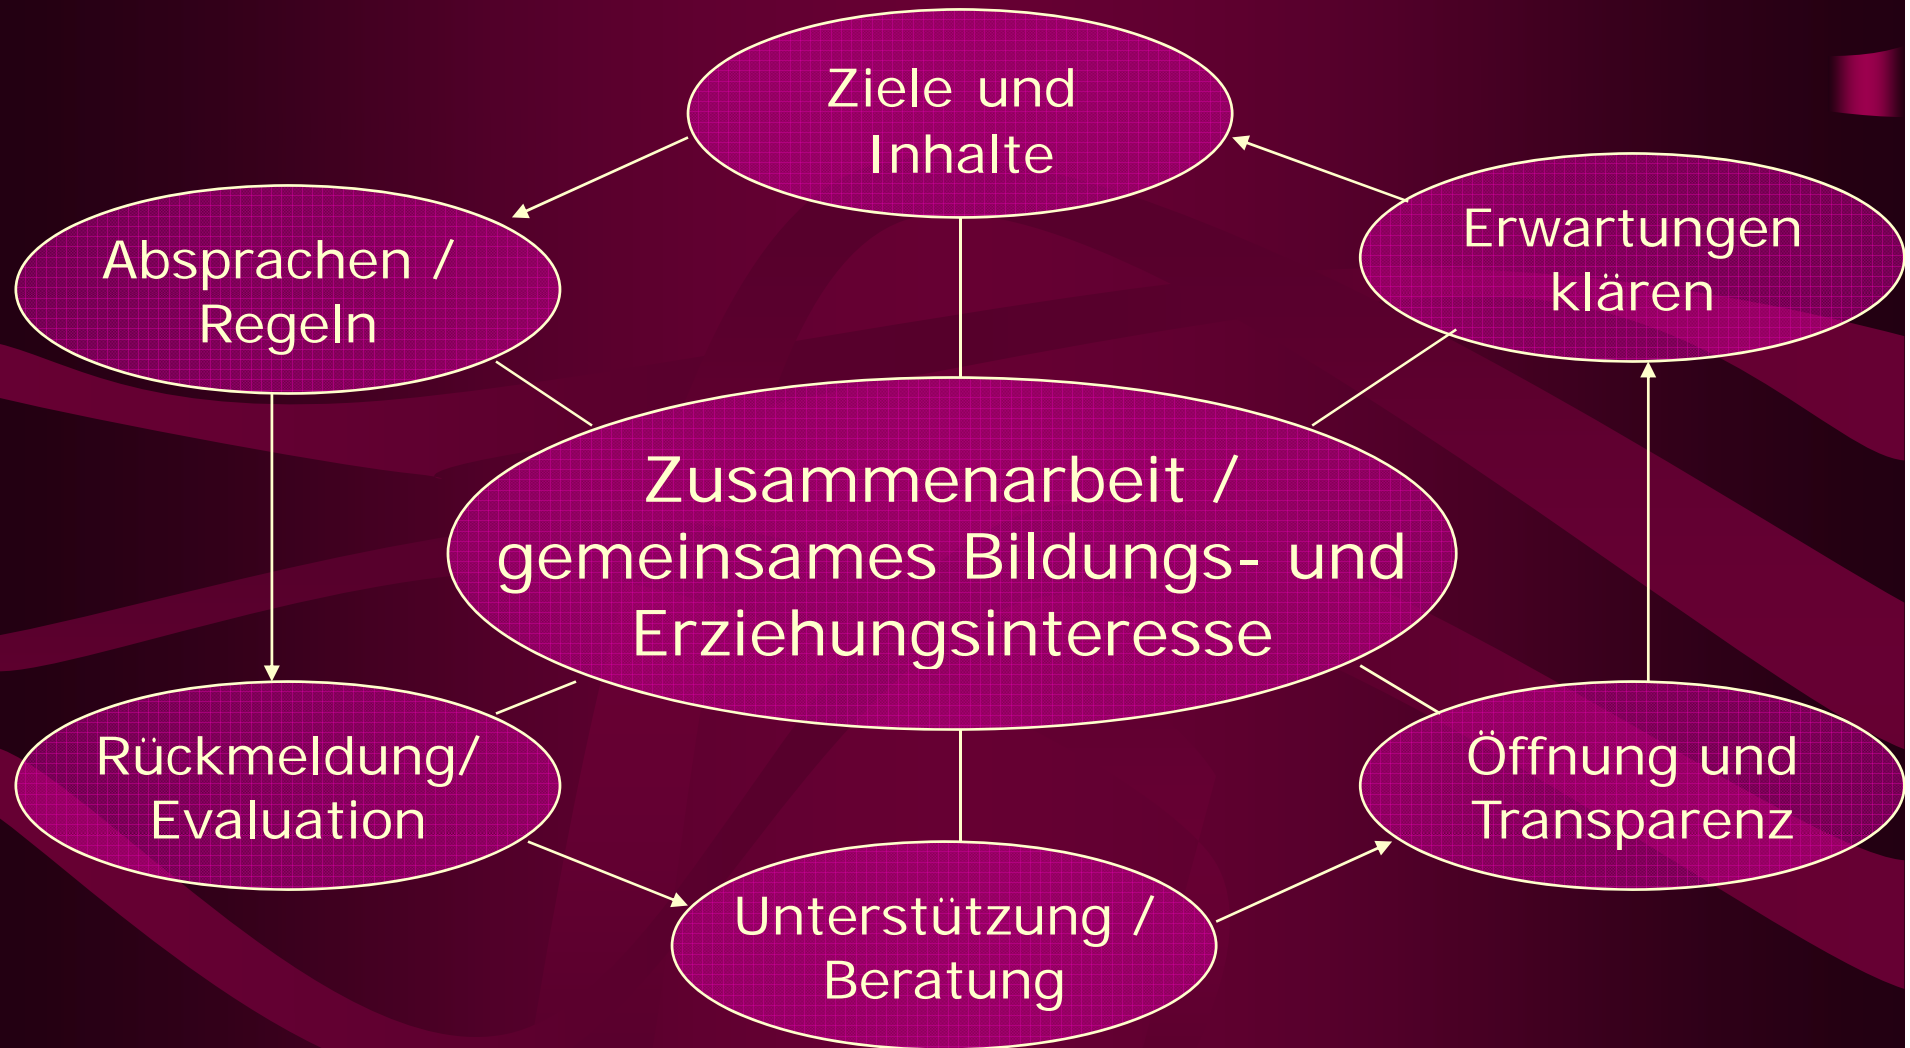 Ziele und
Inhalte
Erwartungen
klären
Absprachen /
Regeln
Zusammenarbeit /
gemeinsames Bildungs- und
Erziehungsinteresse
Rückmeldung/
Evaluation
Öffnung und
Transparenz
Unterstützung /
Beratung